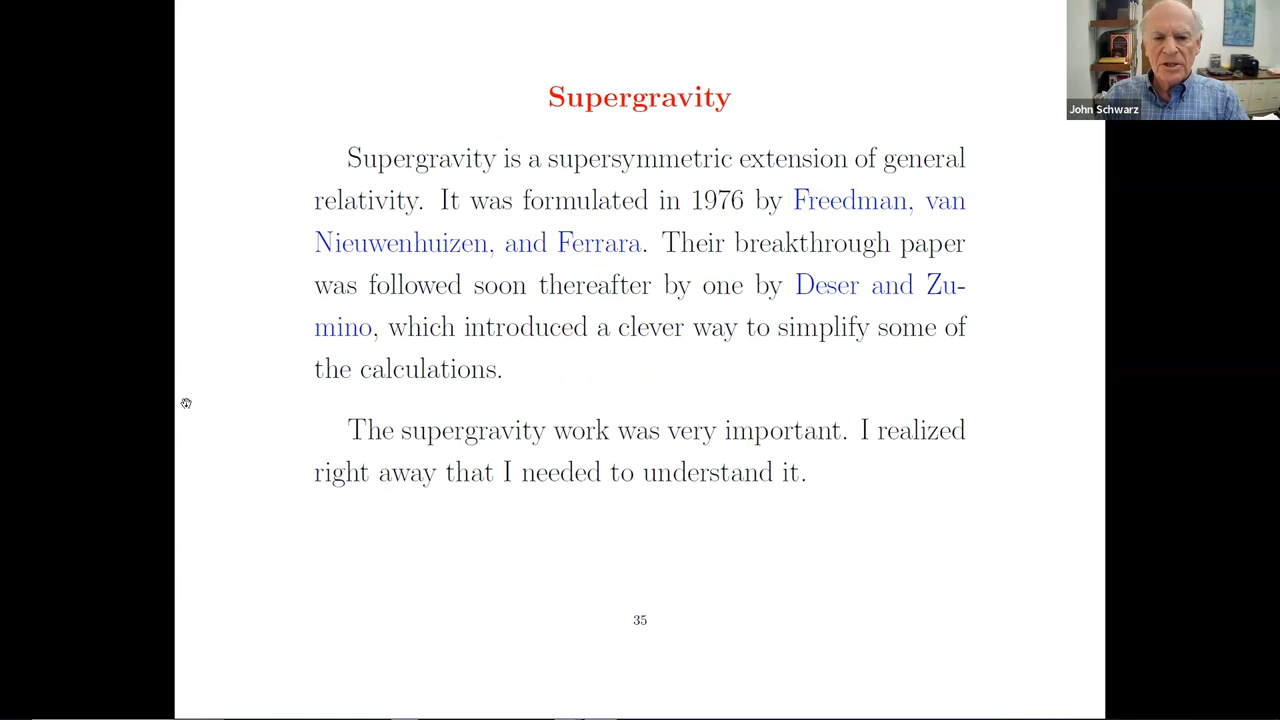 Supergravity
Supergravity is a supersymmetric extension of general
relativity. It was formulated in 1976 by Freedman, van
Nieuwenhuizen, and Ferrara. Their breakthrough paper
was followed soon thereafter by one by Deser and Zu-
mino, which introduced a clever way to simplify some of
the calculations.
The supergravity work was very important. I realized
right away that I needed to understand it.
35
John Schwarz